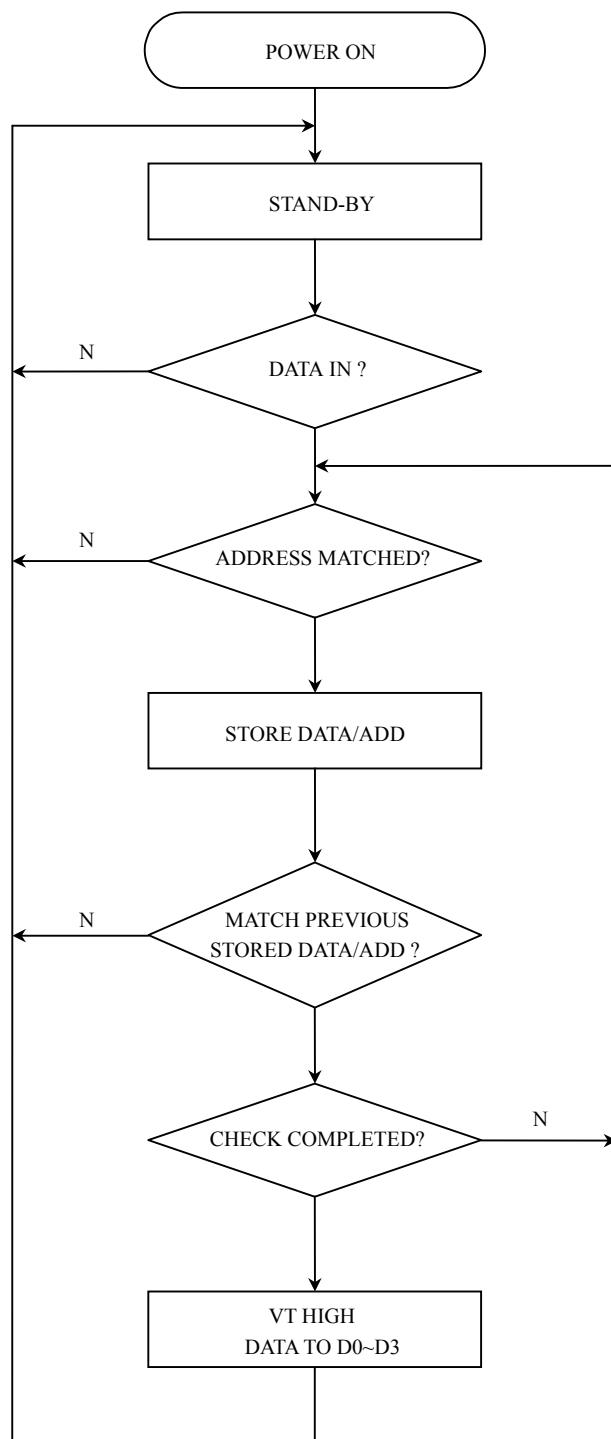 POWER ON
STAND-BY
N
DATA IN ?
N
ADDRESS MATCHED?
STORE DATA/ADD
N
MATCH PREVIOUS
STORED DATA/ADD ?
CHECK COMPLETED?
N
VT HIGH
DATA TO D0~D3